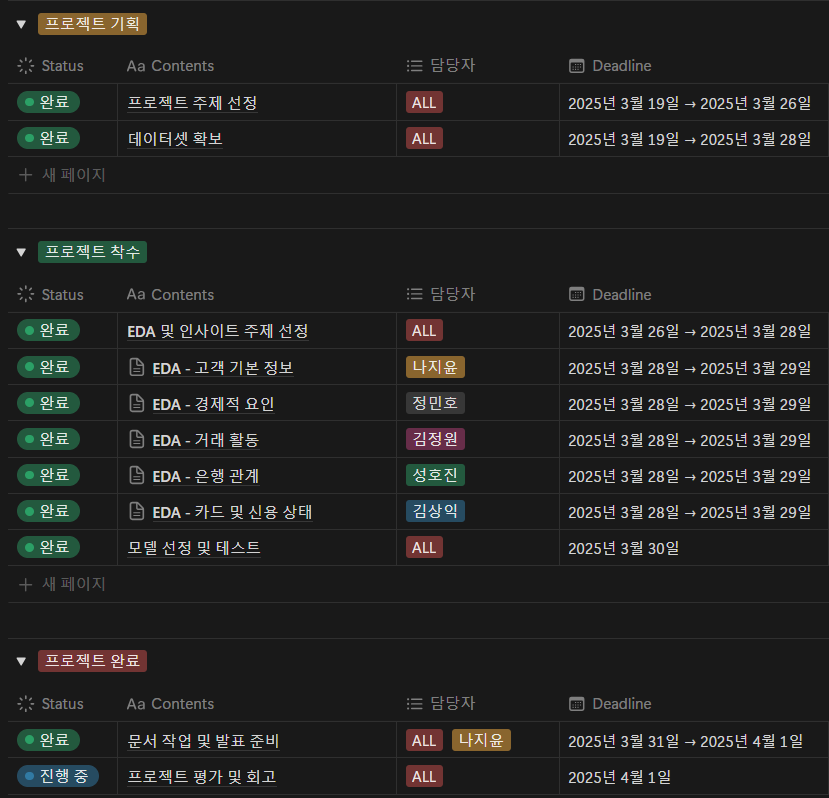 프로젝트 기획
Status Aa Contents 담당자 Deadline
완료 프로젝트 주제 선정 ALL 2025년 3월 19일 → 2025년 3월 26일
완료 데이터셋 확보 ALL 2025년 3월 19일 → 2025년 3월 28일
+ 새 페이지
프로젝트 착수
Status Aa Contents 담당자 Deadline
완료 EDA 및 인사이트 주제 선정 ALL 2025년 3월 26일 → 2025년 3월 28일
완료 EDA - 고객 기본 정보 나지윤 2025년 3월 28일 → 2025년 3월 29일
완료 EDA - 경제적 요인 정민호 2025년 3월 28일 → 2025년 3월 29일
완료 EDA - 거래 활동 김정원 2025년 3월 28일 → 2025년 3월 29일
완료 EDA - 은행 관계 성호진 2025년 3월 28일 → 2025년 3월 29일
완료 EDA - 카드 및 신용 상태 김상익 2025년 3월 28일 → 2025년 3월 29일
완료 모델 선정 및 테스트 ALL 2025년 3월 30일
+ 새 페이지
프로젝트 완료
Status Aa Contents 담당자 Deadline
완료 문서 작업 및 발표 준비 ALL 나지윤 2025년 3월 31일 → 2025년 4월 1일
진행 중 프로젝트 평가 및 회고 ALL 2025년 4월 1일